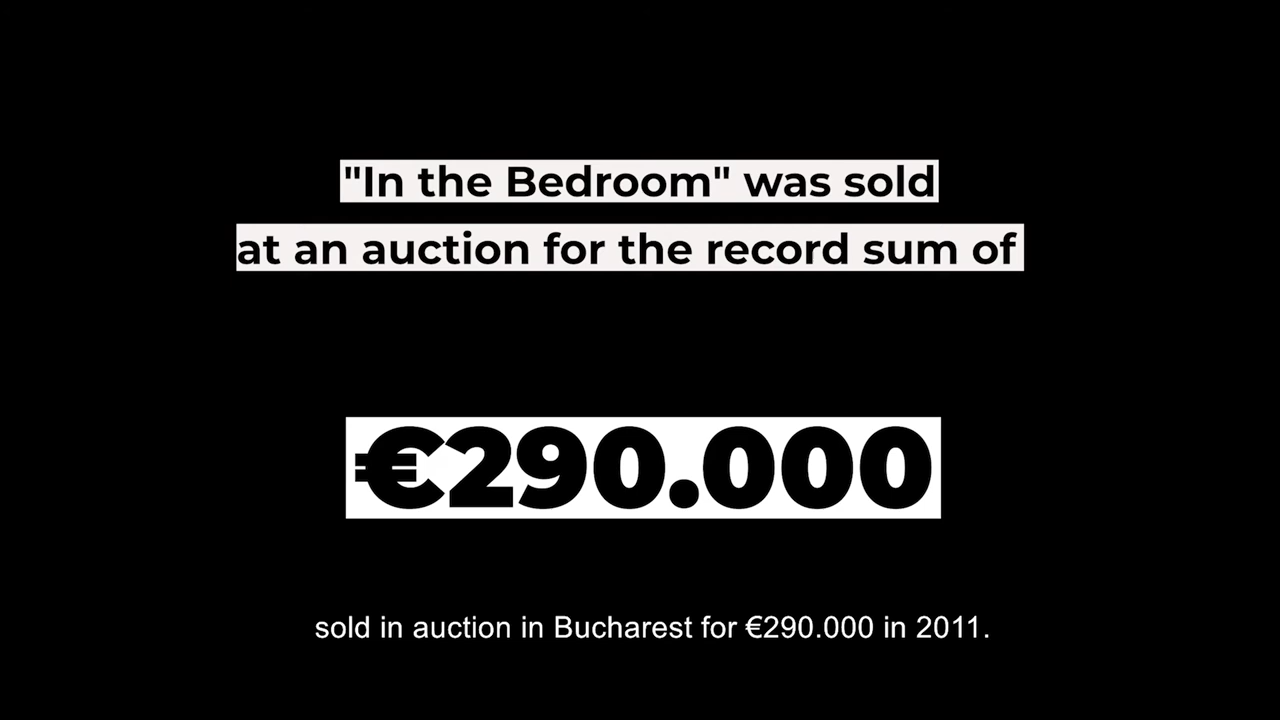 "In the Bedroom" was sold
at an auction for the record sum of
€290.000
sold in auction in Bucharest for €290.000 in 2011.